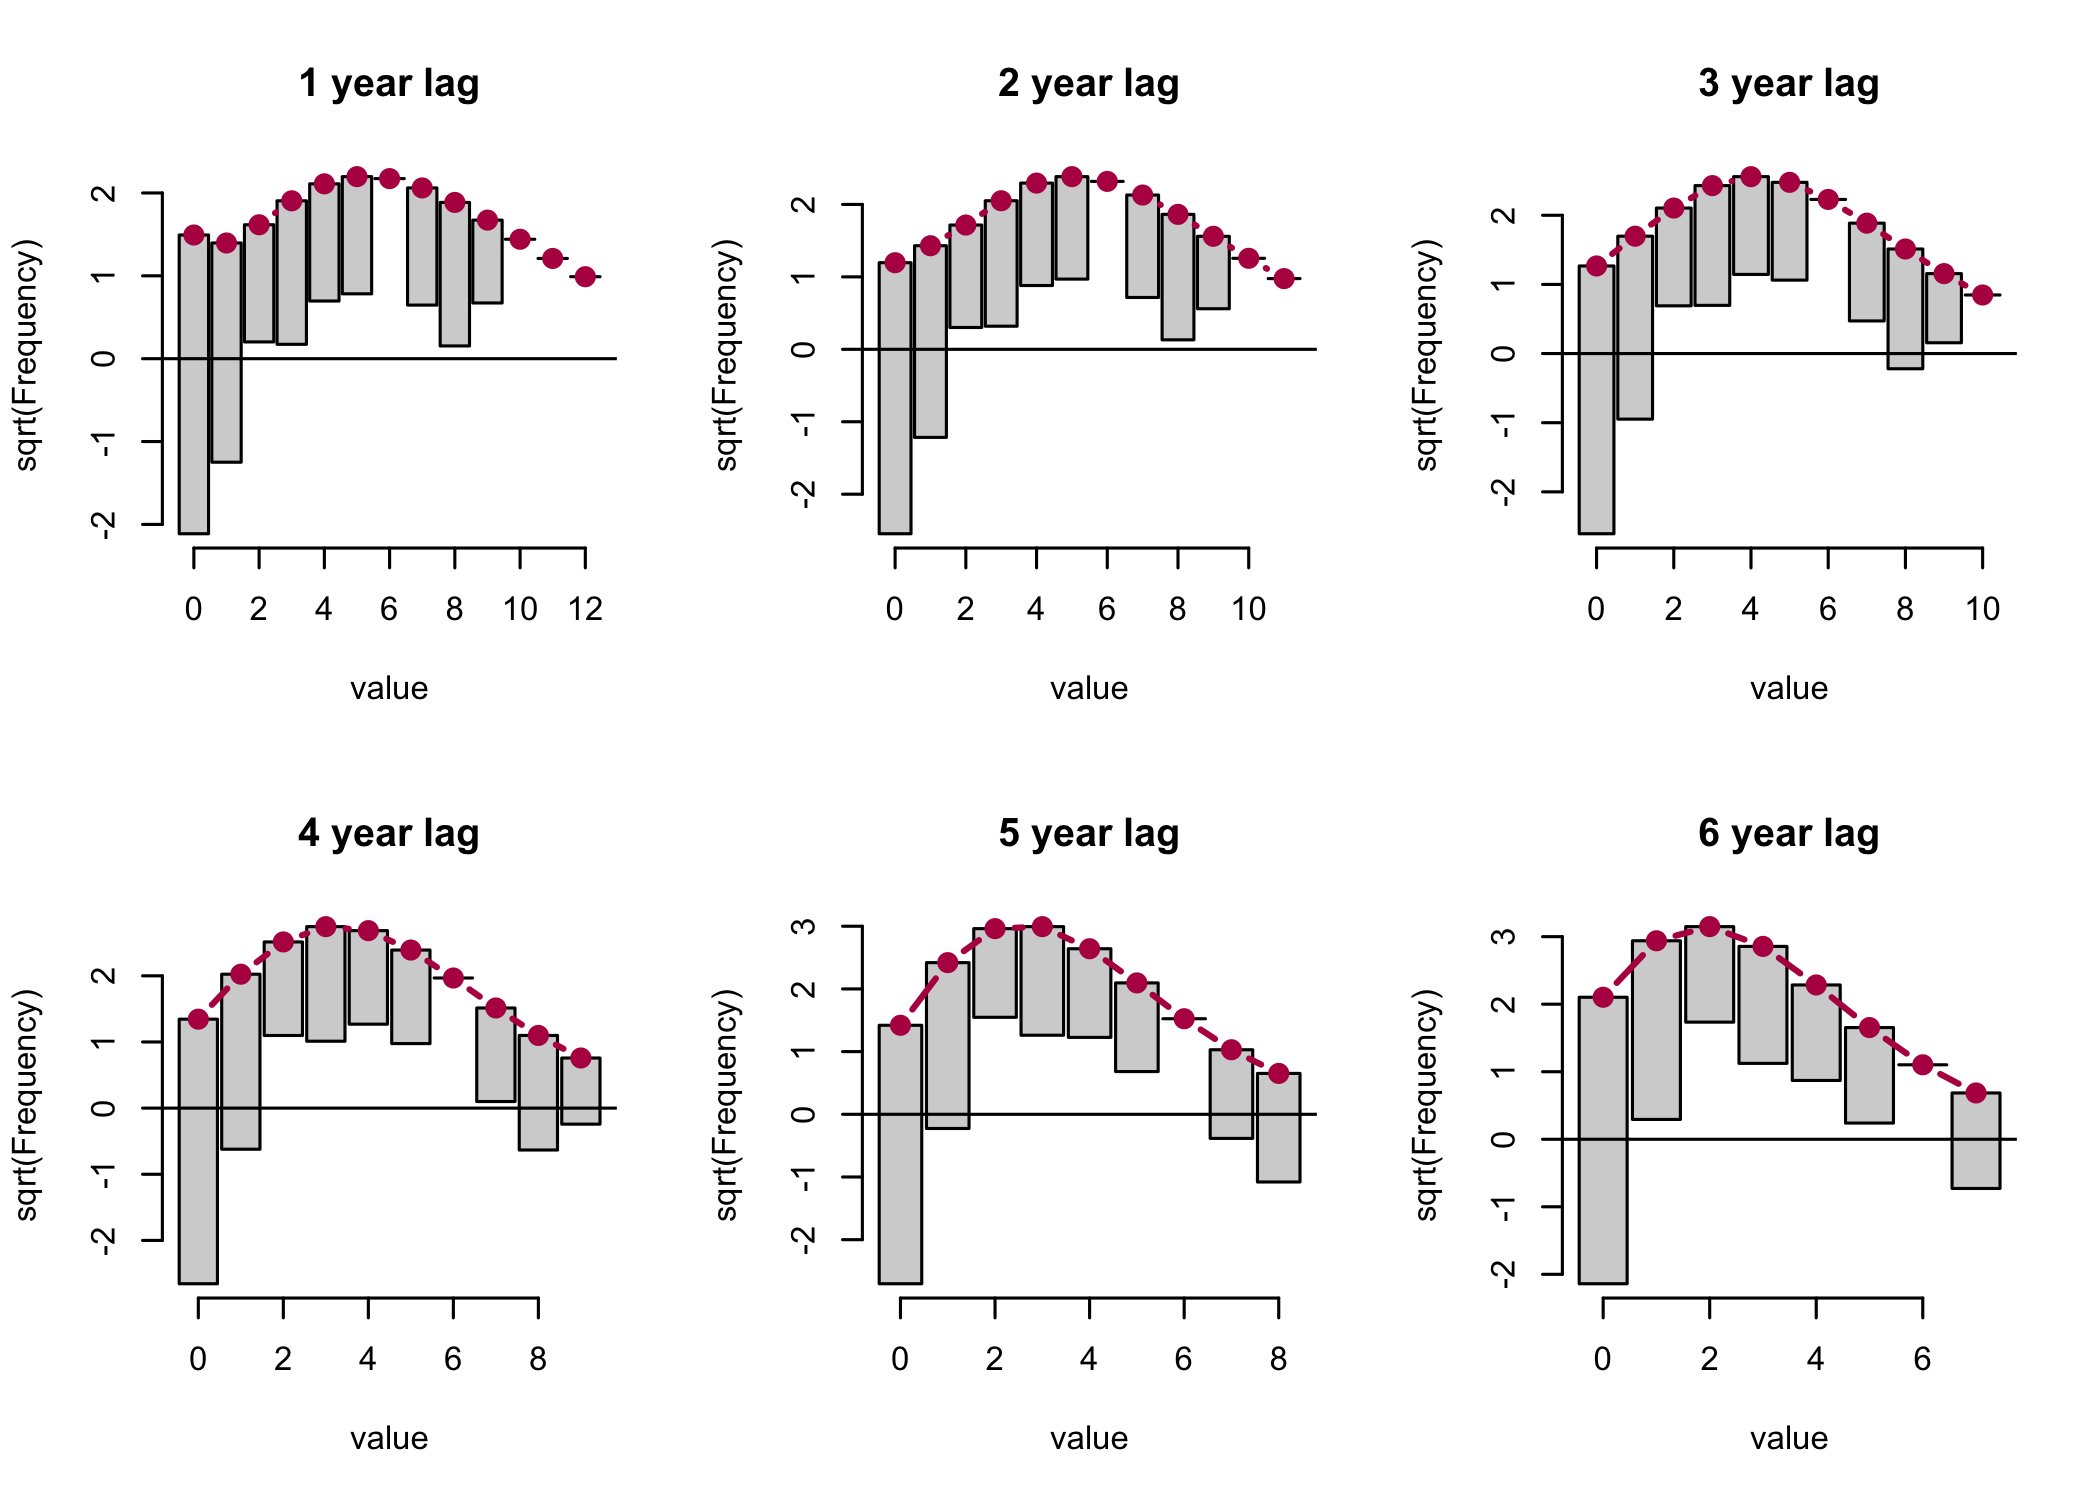 1 year lag
sqrt(Frequency)
2
1
0
-1
-2
0 2 4 6 8 10 12
value
2 year lag
sqrt(Frequency)
2
1
0
-1
-2
0 2 4 6 8 10
value
3 year lag
sqrt(Frequency)
2
1
0
-1
-2
0 2 4 6 8 10
value
4 year lag
sqrt(Frequency)
2
1
0
-1
-2
0 2 4 6 8
value
5 year lag
sqrt(Frequency)
3
2
1
0
-1
-2
0 2 4 6 8
value
6 year lag
sqrt(Frequency)
3
2
1
0
-1
-2
0 2 4 6
value